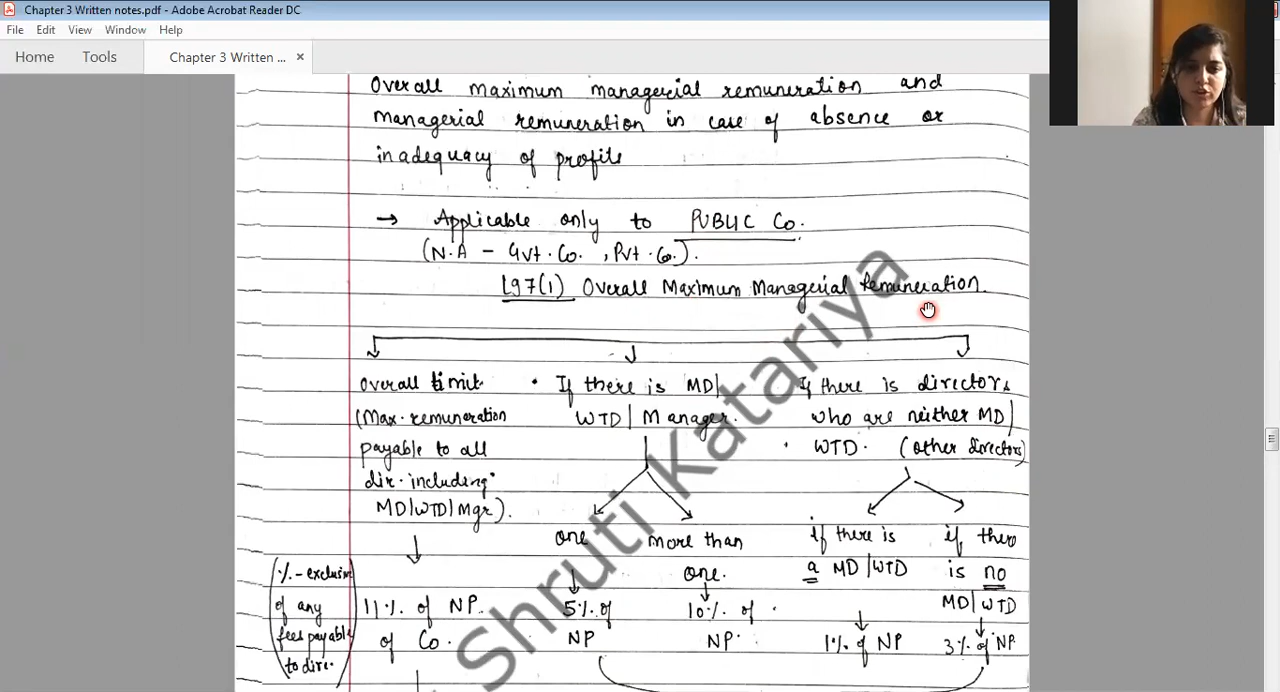 Chapter 3 Written notes.pdf - Adobe Acrobat Reader DC
File Edit View Window Help
Home Tools Chapter 3 Written ... ×
Overall maximum managerial remuneration and
managerial remuneration in case of absence or
inadequacy of profits
→ Applicable only to PUBLIC Co.
(N.A - Gvt. Co. , Pvt. Co.).
197(1) Overall Maximum Managerial Remuneration.
Overall limit
(Max. remuneration
payable to all
dir. including
MD/WTD/Mgr).
11% of NP
of Co.
(%-exclusive
of any
fees payable
to dire.)
• If there is MD/
WTD/Manager.
one
5% of
NP
more than
one.
10% of
NP.
If there is directors
who are neither MD/
WTD. (other directors)
if there is
a MD/WTD
1% of NP
if there
is no
MD/WTD
3% of NP
Shruti Katariya